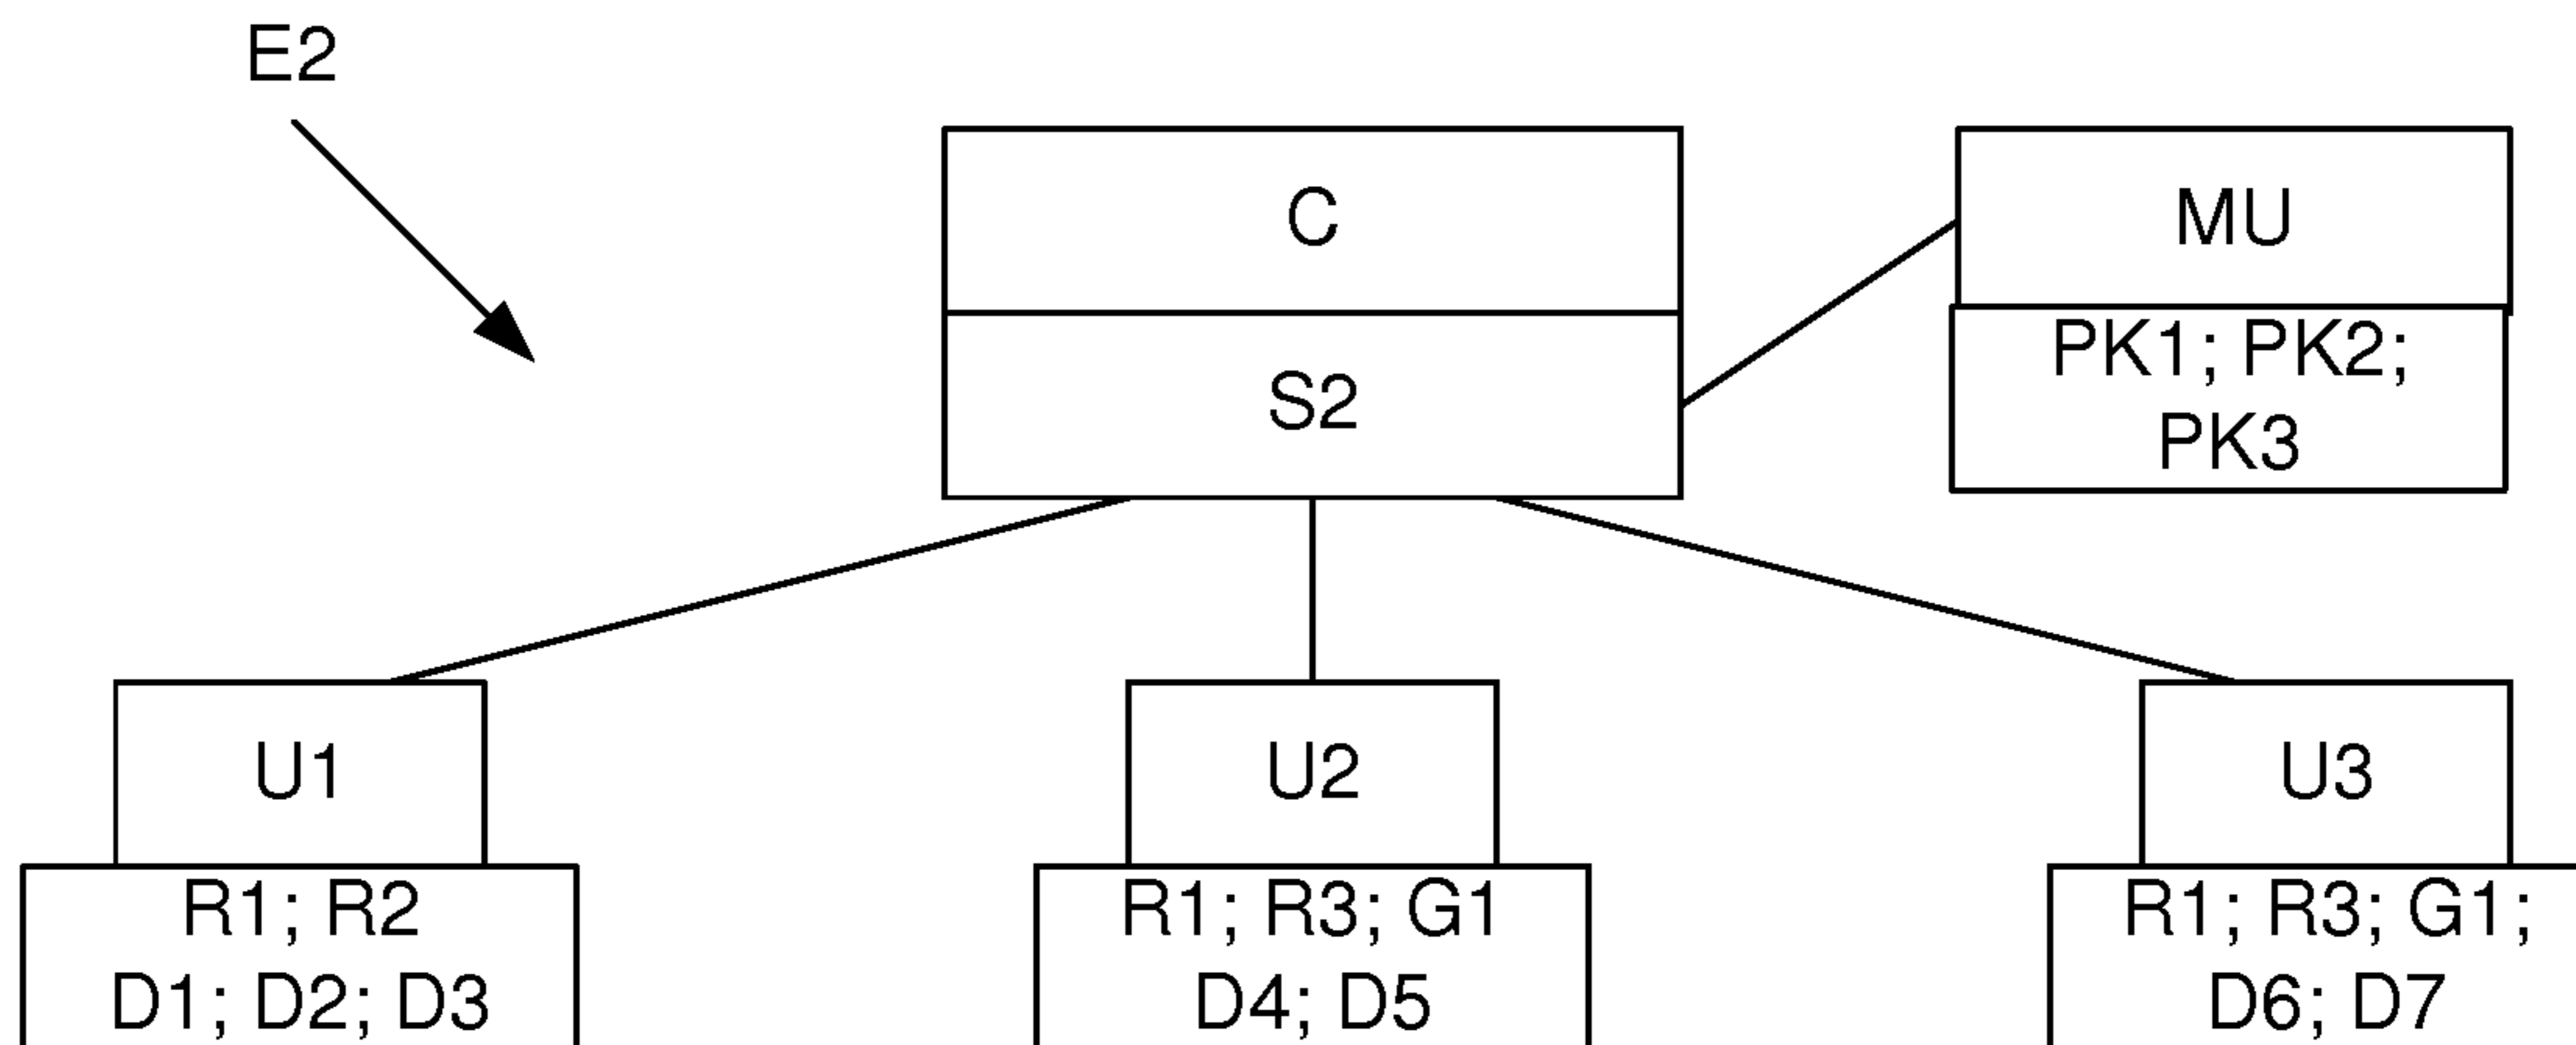 E2
C
MU
S2
PK1; PK2;
PK3
U1
U2
U3
R1; R2
D1; D2; D3
R1; R3; G1
D4; D5
R1; R3; G1;
D6; D7